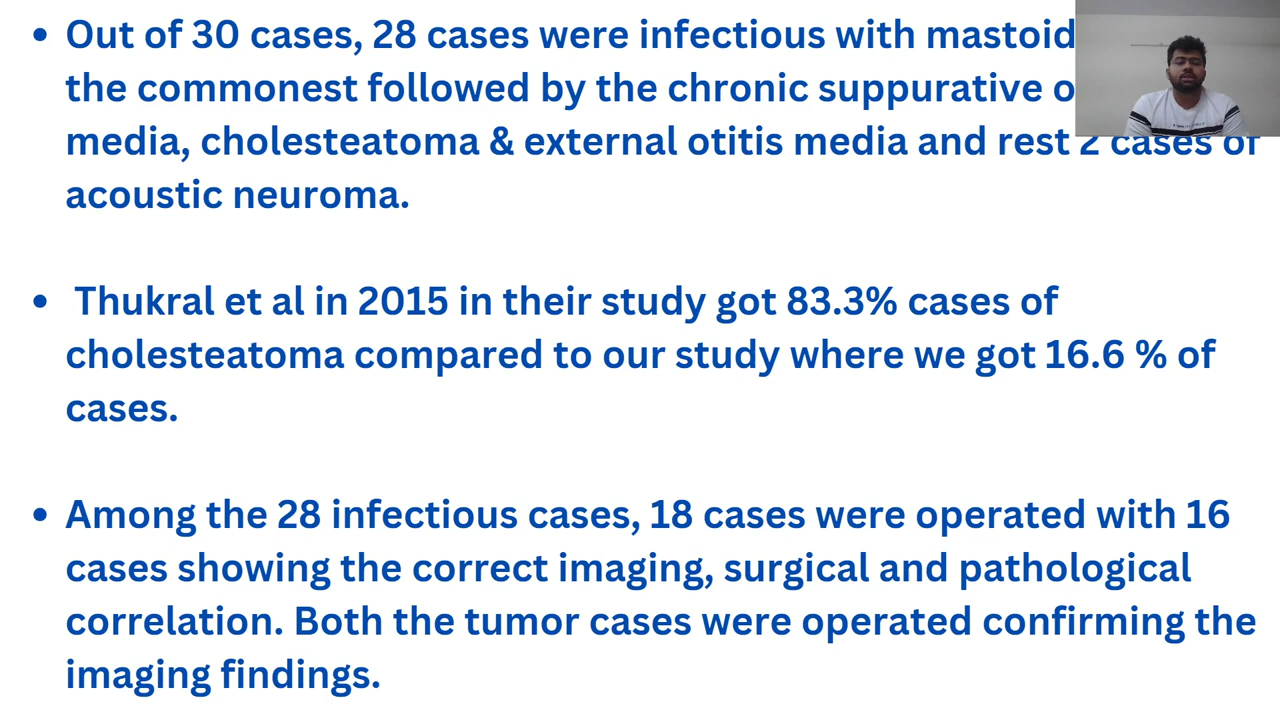 • Out of 30 cases, 28 cases were infectious with mastoid
the commonest followed by the chronic suppurative o
media, cholesteatoma & external otitis media and rest 2 cases of
acoustic neuroma.
• Thukral et al in 2015 in their study got 83.3% cases of
cholesteatoma compared to our study where we got 16.6 % of
cases.
• Among the 28 infectious cases, 18 cases were operated with 16
cases showing the correct imaging, surgical and pathological
correlation. Both the tumor cases were operated confirming the
imaging findings.